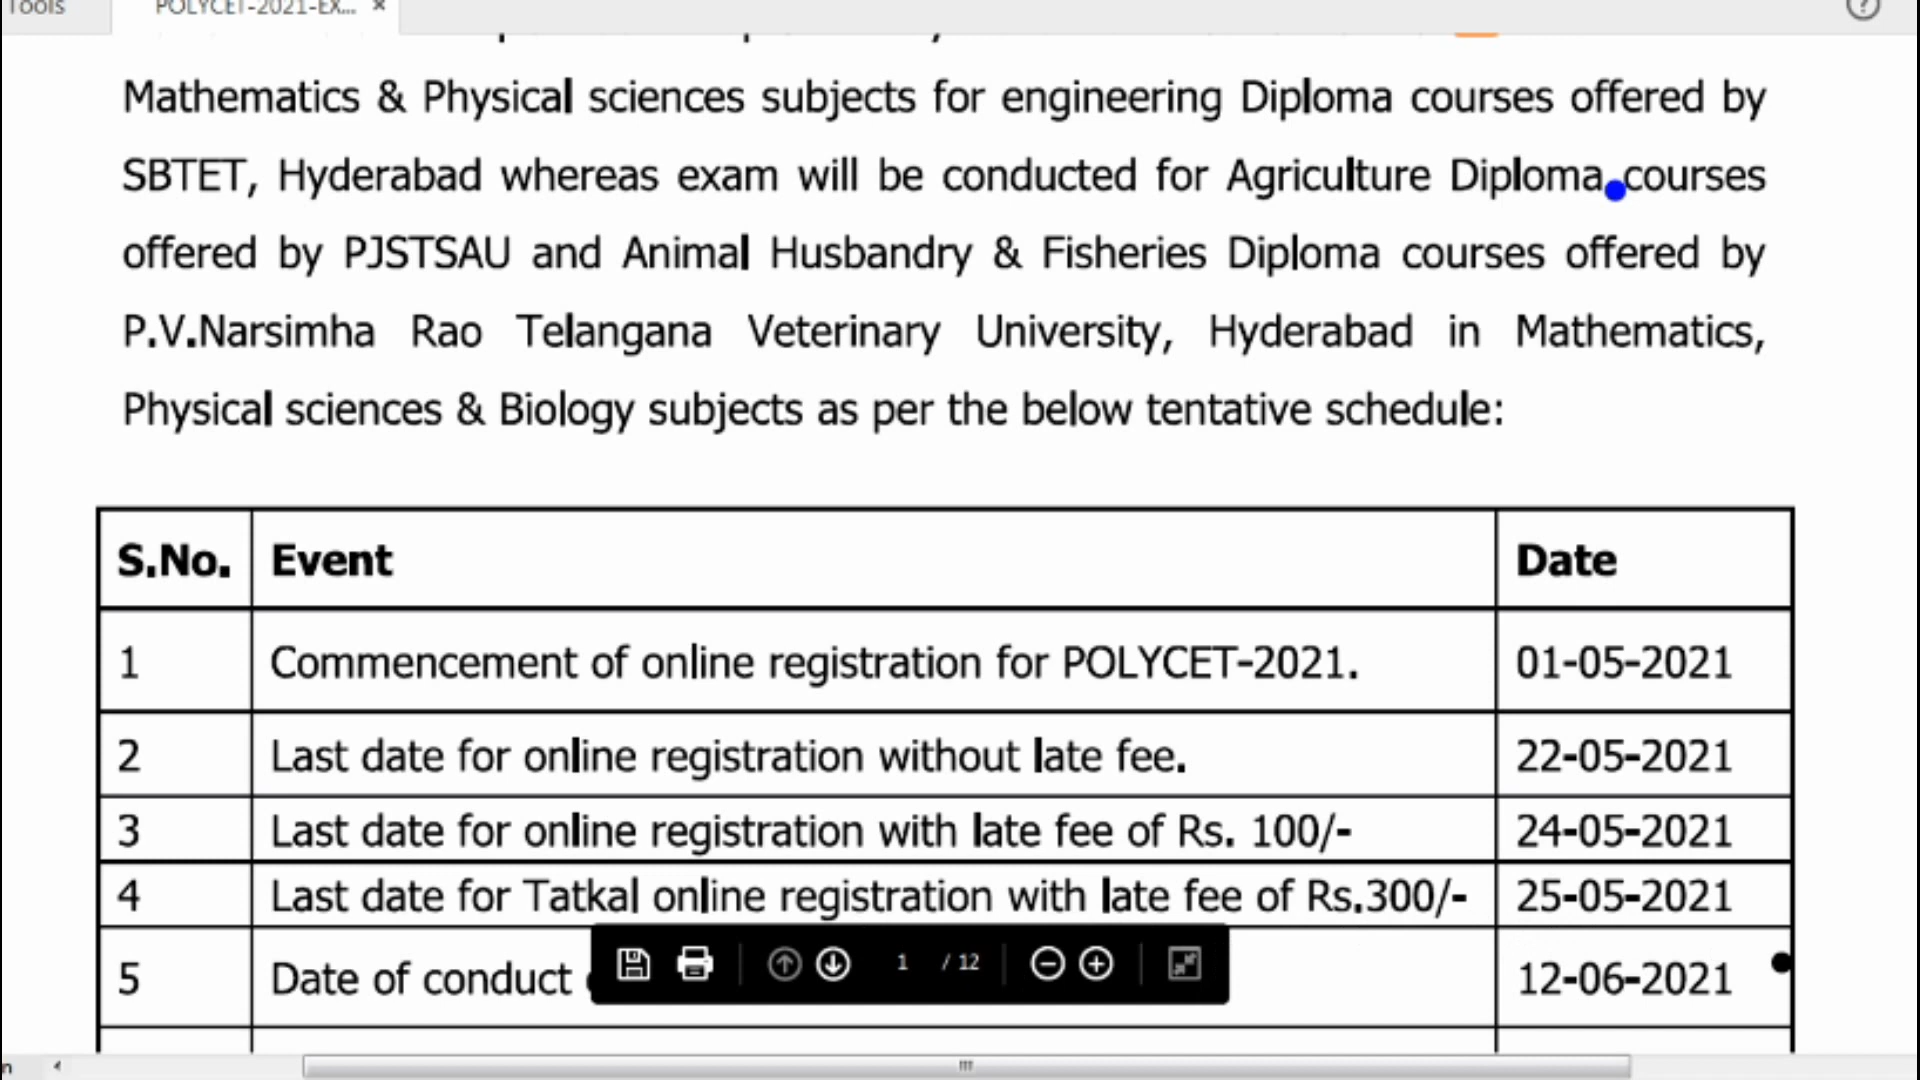 Tools POLYCET-2021-EX... × ?
Mathematics & Physical sciences subjects for engineering Diploma courses offered by
SBTET, Hyderabad whereas exam will be conducted for Agriculture Diploma courses
offered by PJSTSAU and Animal Husbandry & Fisheries Diploma courses offered by
P.V.Narsimha Rao Telangana Veterinary University, Hyderabad in Mathematics,
Physical sciences & Biology subjects as per the below tentative schedule:
S.No. Event Date
1 Commencement of online registration for POLYCET-2021. 01-05-2021
2 Last date for online registration without late fee. 22-05-2021
3 Last date for online registration with late fee of Rs. 100/- 24-05-2021
4 Last date for Tatkal online registration with late fee of Rs.300/- 25-05-2021
5 Date of conduct 12-06-2021
1 / 12